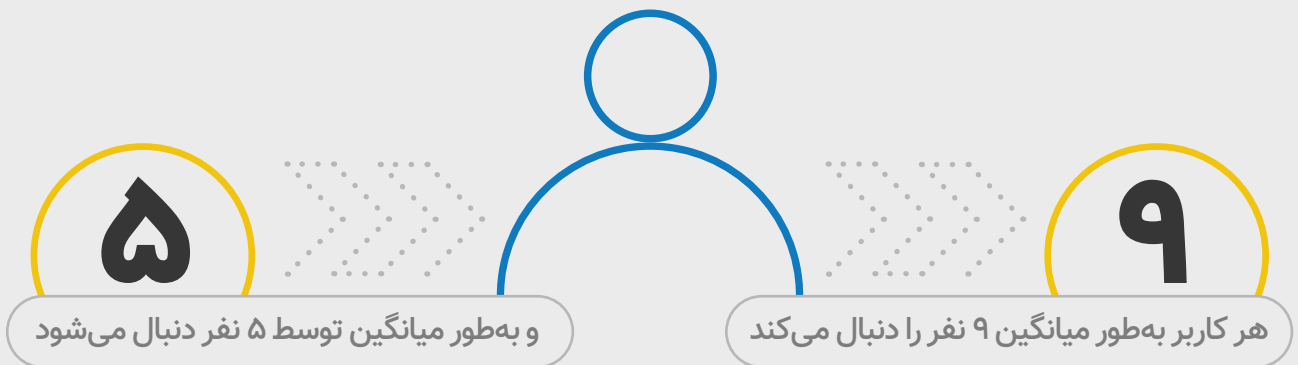 ۹
هر کاربر به‌طور میانگین ۹ نفر را دنبال می‌کند
۵
و به‌طور میانگین توسط ۵ نفر دنبال می‌شود